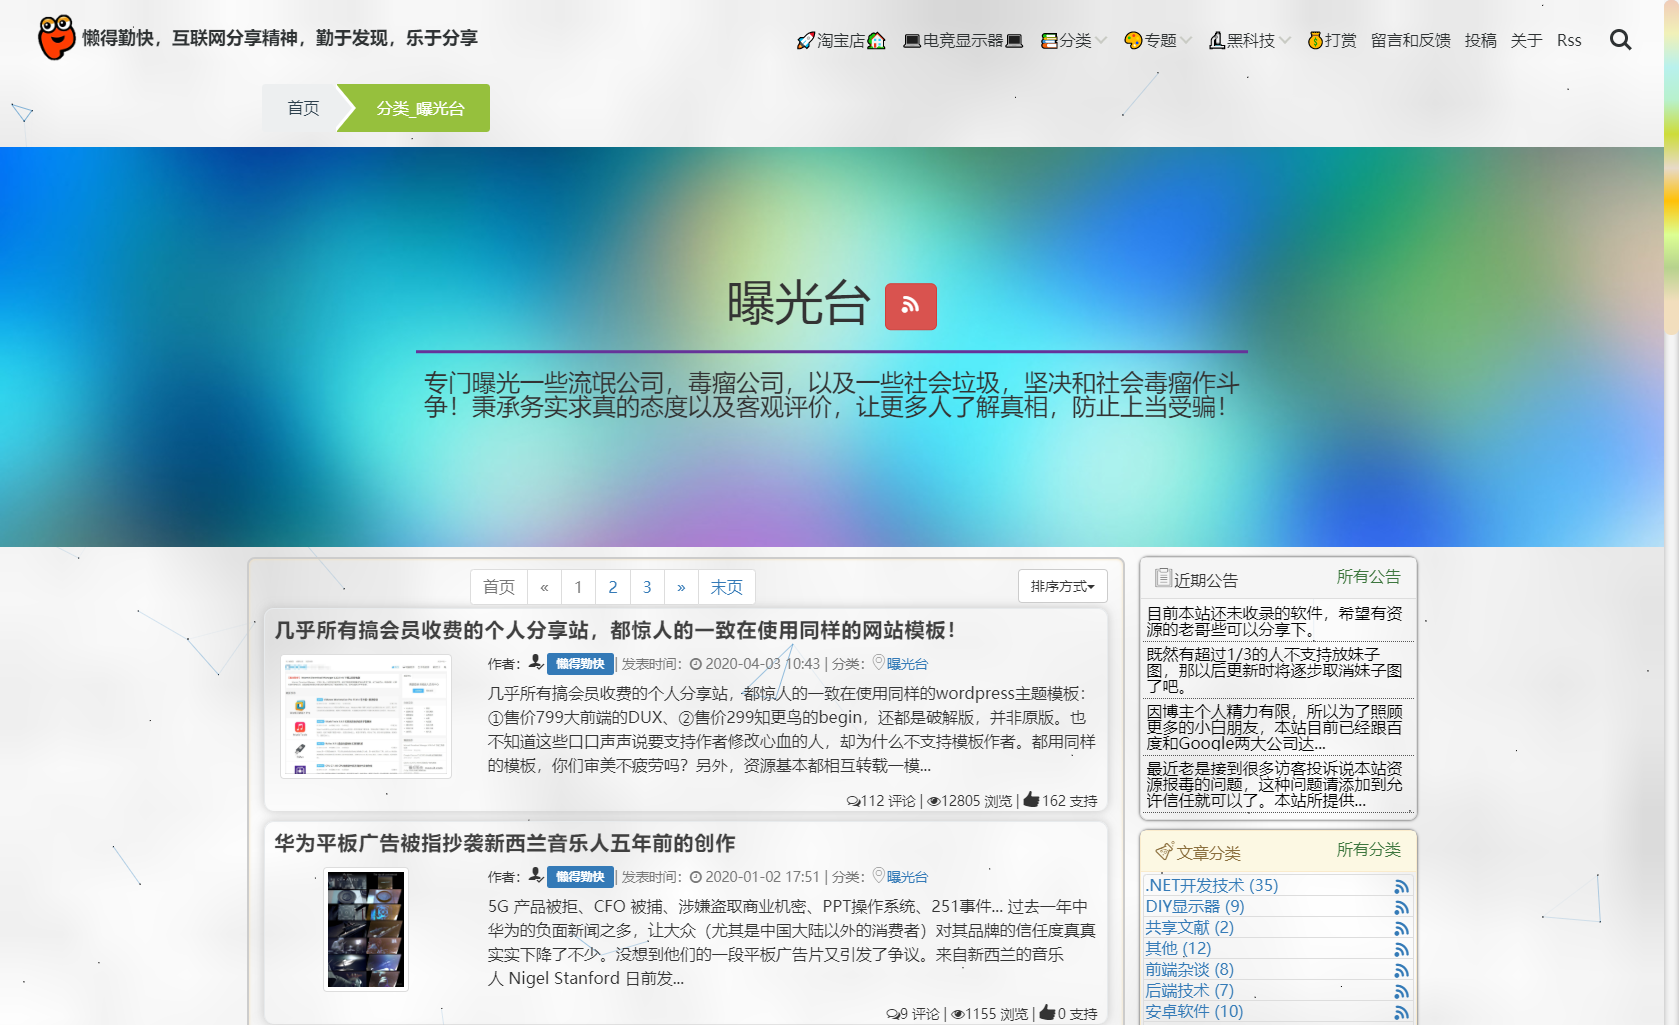 懒得勤快，互联网分享精神，勤于发现，乐于分享
淘宝店 电竞显示器 分类 专题 黑科技 打赏 留言和反馈 投稿 关于 Rss
首页 分类_曝光台
曝光台
专门曝光一些流氓公司，毒瘤公司，以及一些社会垃圾，坚决和社会毒瘤作斗
争！秉承务实求真的态度以及客观评价，让更多人了解真相，防止上当受骗！
首页 « 1 2 3 » 末页
排序方式
几乎所有搞会员收费的个人分享站，都惊人的一致在使用同样的网站模板！
作者： 懒得勤快 | 发表时间： 2020-04-03 10:43 | 分类： 曝光台
几乎所有搞会员收费的个人分享站，都惊人的一致在使用同样的wordpress主题模板：
①售价799大前端的DUX、②售价299知更鸟的begin，还都是破解版，并非原版。也
不知道这些口口声声说要支持作者修改心血的人，却为什么不支持模板作者。都用同样
的模板，你们审美不疲劳吗？另外，资源基本都相互转载一模...
112 评论 | 12805 浏览 | 162 支持
华为平板广告被指抄袭新西兰音乐人五年前的创作
作者： 懒得勤快 | 发表时间： 2020-01-02 17:51 | 分类： 曝光台
5G 产品被拒、CFO 被捕、涉嫌盗取商业机密、PPT操作系统、251事件... 过去一年中
华为的负面新闻之多，让大众（尤其是中国大陆以外的消费者）对其品牌的信任度真真
实实下降了不少。没想到他们的一段平板广告片又引发了争议。来自新西兰的音乐
人 Nigel Stanford 日前发...
9 评论 | 1155 浏览 | 0 支持
近期公告 所有公告
目前本站还未收录的软件，希望有资
源的老哥些可以分享下。
既然有超过1/3的人不支持放妹子
图，那以后更新时将逐步取消妹子图
了吧。
因博主个人精力有限，所以为了照顾
更多的小白朋友，本站目前已经跟百
度和Google两大公司达...
最近老是接到很多访客投诉说本站资
源报毒的问题，这种问题请添加到允
许信任就可以了。本站所提供...
文章分类 所有分类
.NET开发技术 (35)
DIY显示器 (9)
共享文献 (2)
其他 (12)
前端杂谈 (8)
后端技术 (7)
安卓软件 (10)